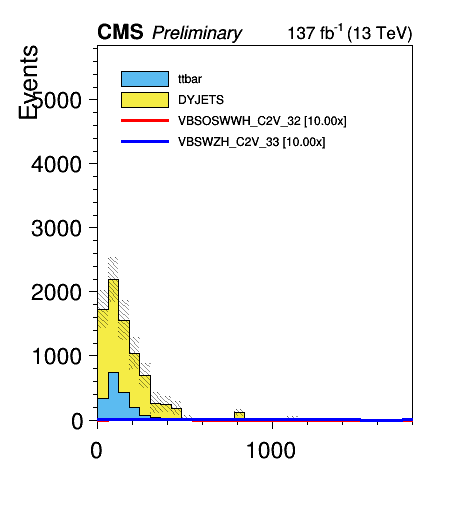 CMS Preliminary 137 fb⁻¹ (13 TeV)
Events
ttbar
DYJETS
VBSOSWWH_C2V_32 [10.00x]
VBSWZH_C2V_33 [10.00x]
5000
4000
3000
2000
1000
0
0 1000